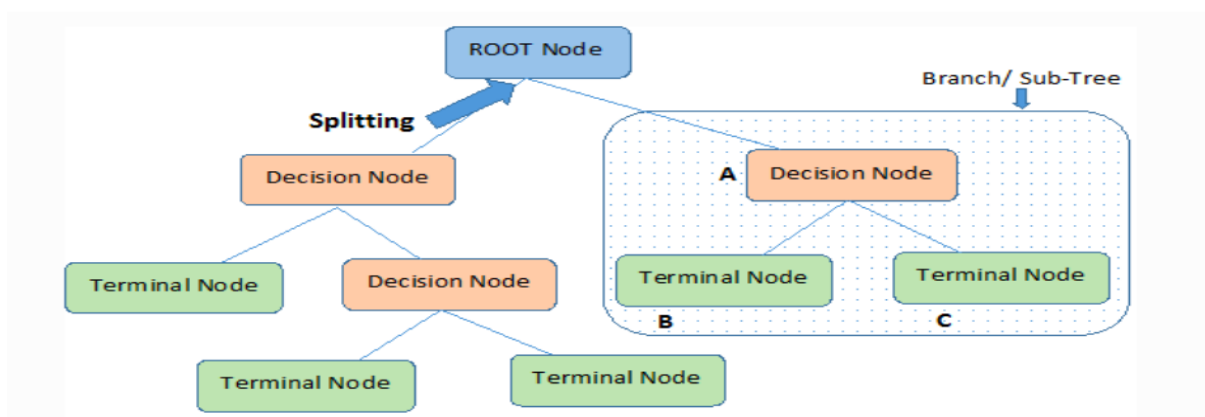 ROOT Node
Branch/ Sub-Tree
Splitting
Decision Node
A
Decision Node
Terminal Node
Decision Node
Terminal Node
Terminal Node
B
C
Terminal Node
Terminal Node